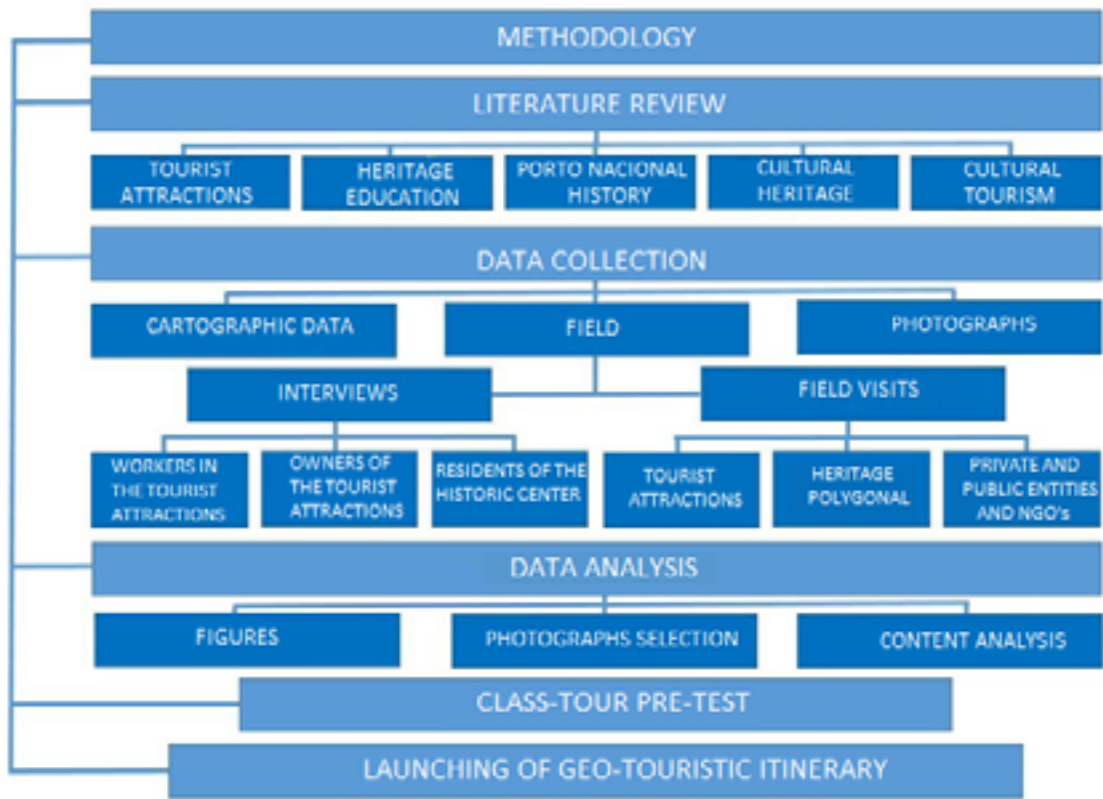 METHODOLOGY
LITERATURE REVIEW
TOURIST
ATTRACTIONS
HERITAGE
EDUCATION
PORTO NACIONAL
HISTORY
CULTURAL
HERITAGE
CULTURAL
TOURISM
DATA COLLECTION
CARTOGRAPHIC DATA
FIELD
PHOTOGRAPHS
INTERVIEWS
FIELD VISITS
WORKERS IN
THE TOURIST
ATTRACTIONS
OWNERS OF
THE TOURIST
ATTRACTIONS
RESIDENTS OF THE
HISTORIC CENTER
TOURIST
ATTRACTIONS
HERITAGE
POLYGONAL
PRIVATE AND
PUBLIC ENTITIES
AND NGO's
DATA ANALYSIS
FIGURES
PHOTOGRAPHS SELECTION
CONTENT ANALYSIS
CLASS-TOUR PRE-TEST
LAUNCHING OF GEO-TOURISTIC ITINERARY